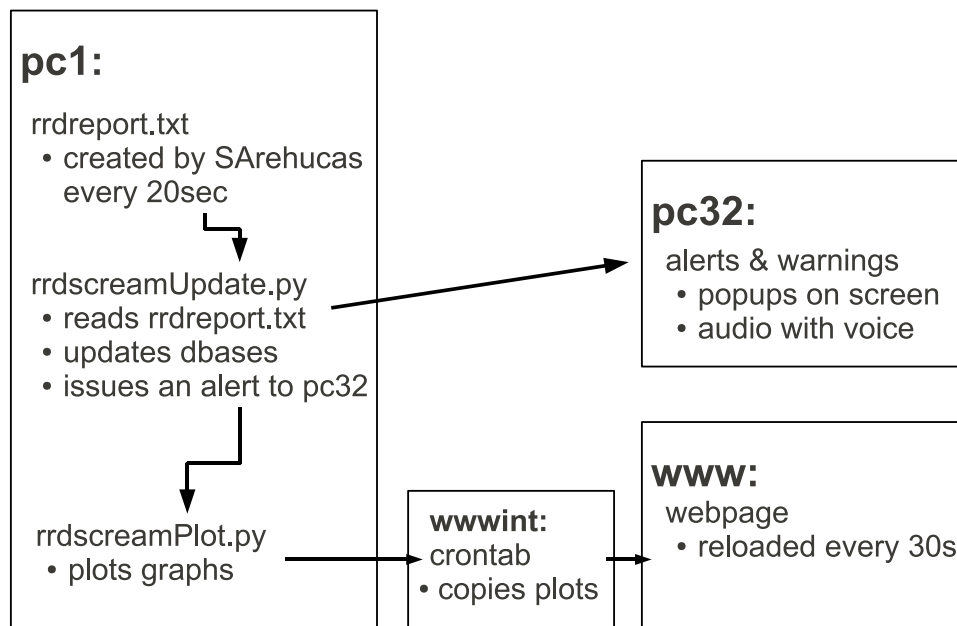 pc1:
rrdreport.txt
• created by SArehucas
every 20sec
rrdscreamUpdate.py
• reads rrdreport.txt
• updates dbases
• issues an alert to pc32
rrdscreamPlot.py
• plots graphs
pc32:
alerts & warnings
• popups on screen
• audio with voice
wwwint:
crontab
• copies plots
www:
webpage
• reloaded every 30s